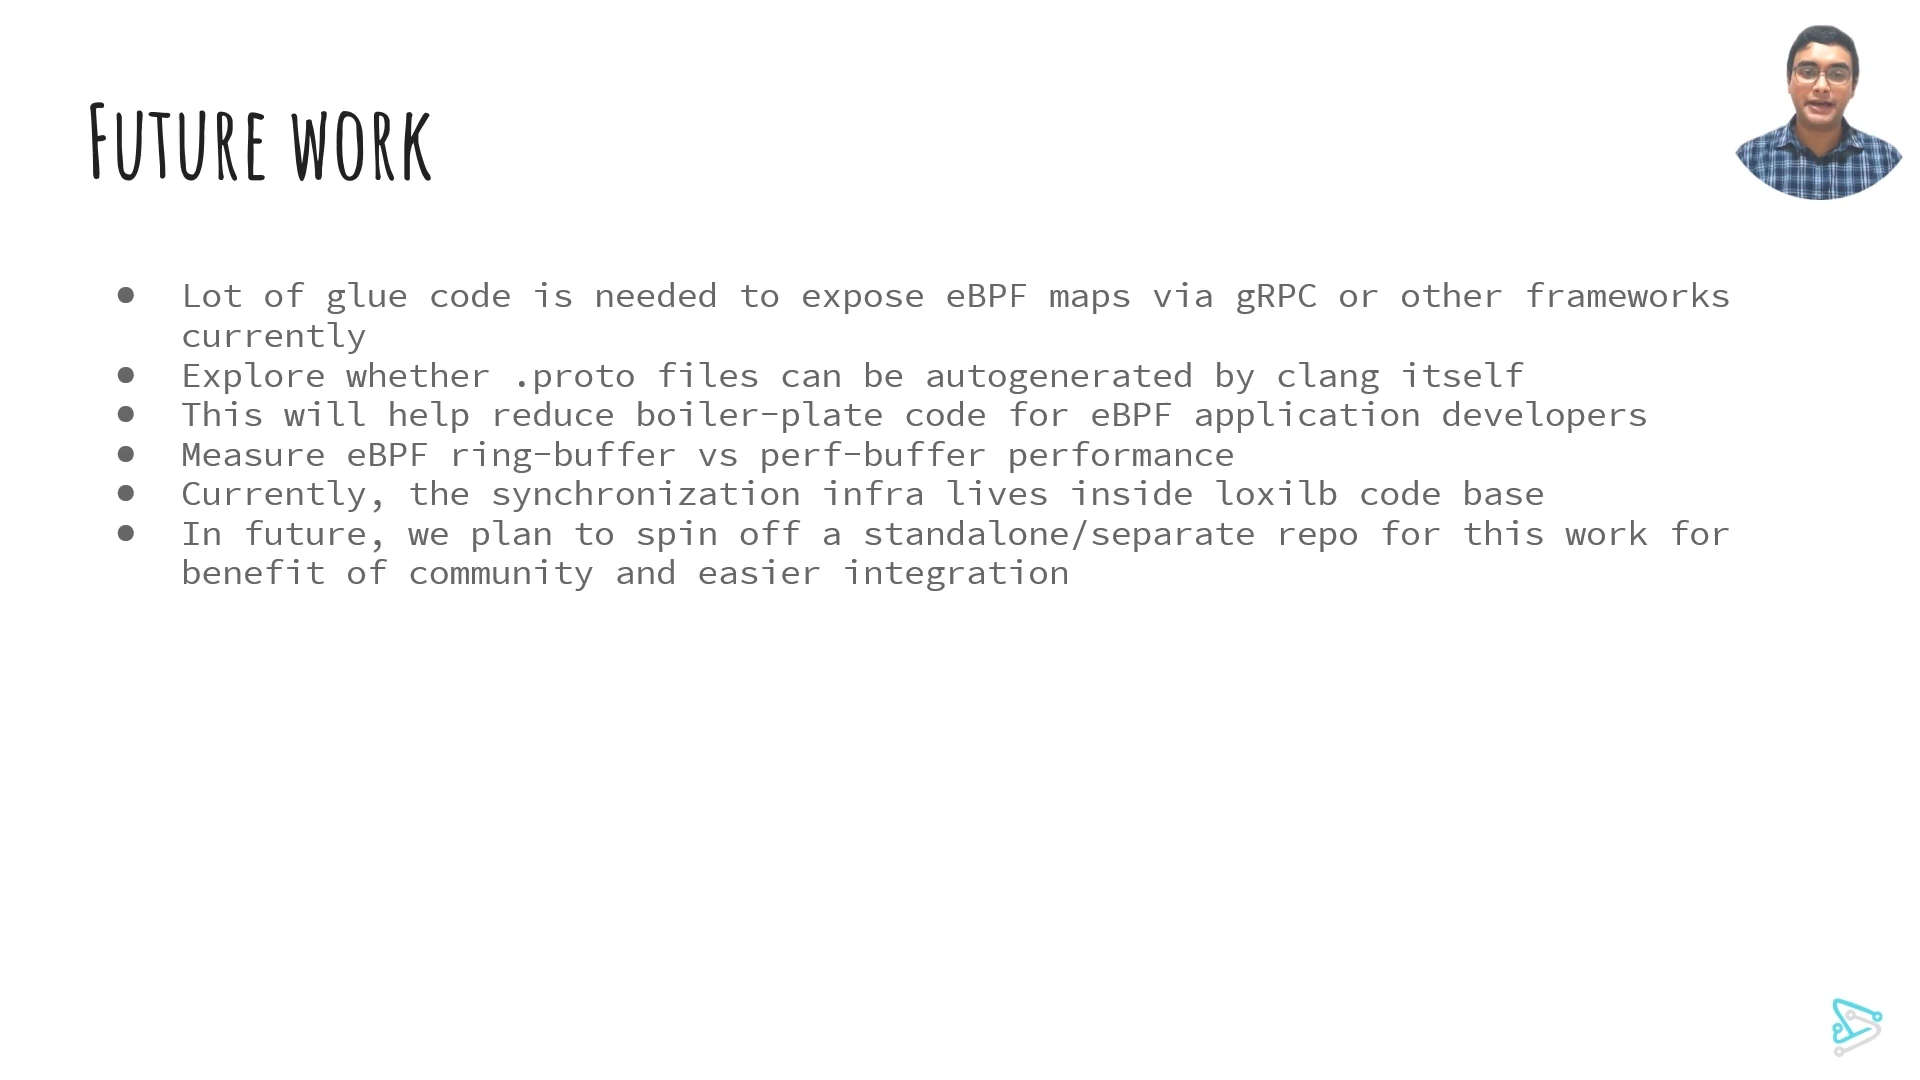 Future work
● Lot of glue code is needed to expose eBPF maps via gRPC or other frameworks
currently
● Explore whether .proto files can be autogenerated by clang itself
● This will help reduce boiler-plate code for eBPF application developers
● Measure eBPF ring-buffer vs perf-buffer performance
● Currently, the synchronization infra lives inside loxilb code base
● In future, we plan to spin off a standalone/separate repo for this work for
benefit of community and easier integration